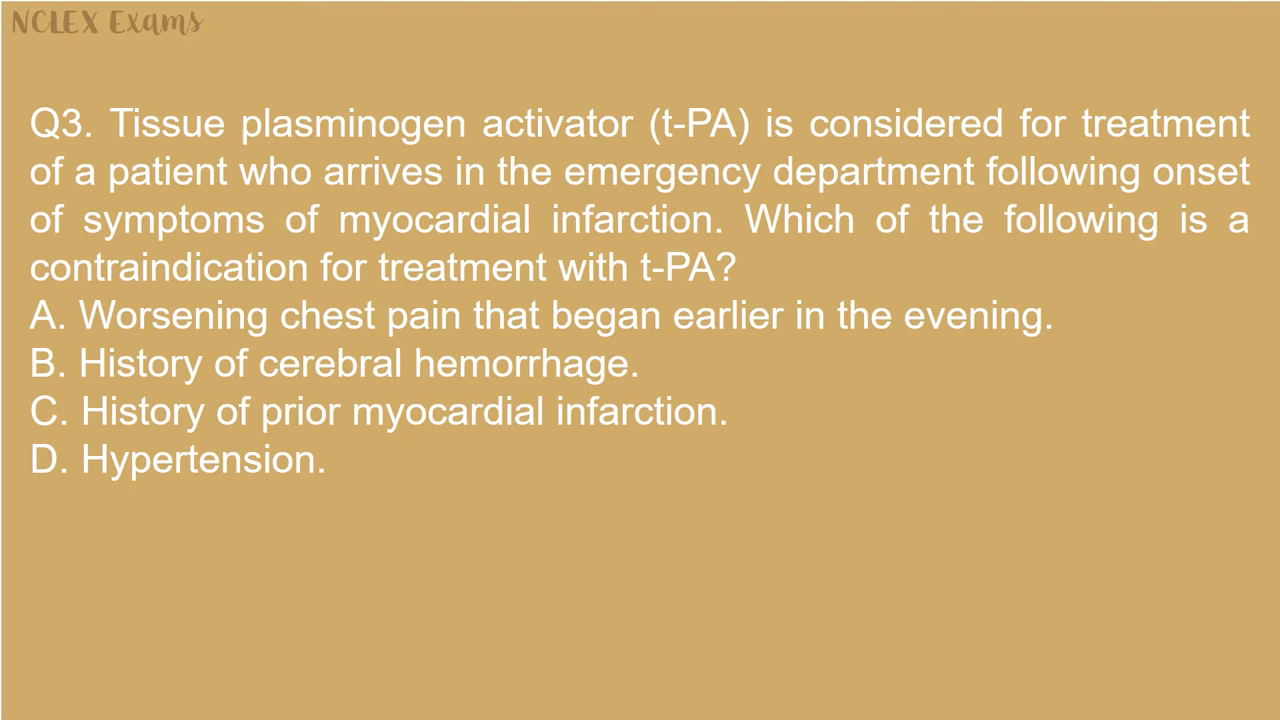 NCLEX Exams
Q3. Tissue plasminogen activator (t-PA) is considered for treatment
of a patient who arrives in the emergency department following onset
of symptoms of myocardial infarction. Which of the following is a
contraindication for treatment with t-PA?
A. Worsening chest pain that began earlier in the evening.
B. History of cerebral hemorrhage.
C. History of prior myocardial infarction.
D. Hypertension.